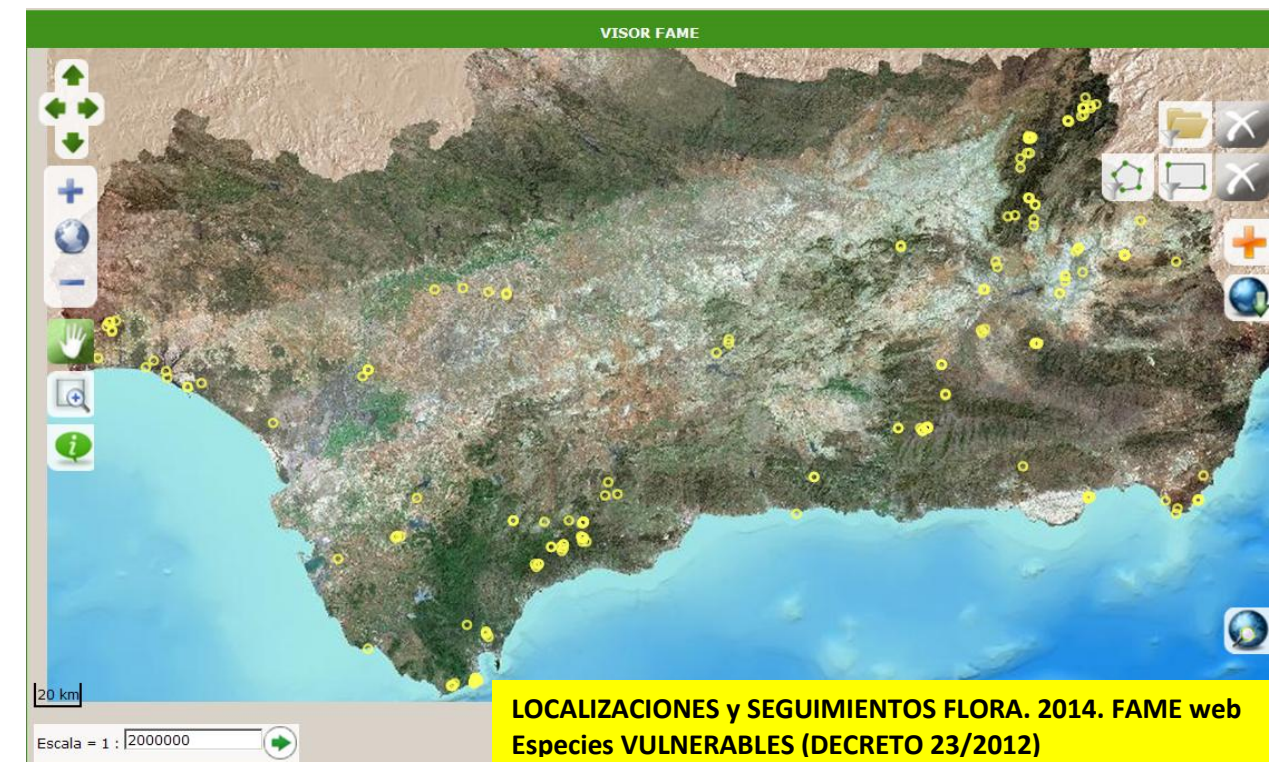 VISOR FAME
20 km
Escala = 1 : 2000000
LOCALIZACIONES y SEGUIMIENTOS FLORA. 2014. FAME web
Especies VULNERABLES (DECRETO 23/2012)